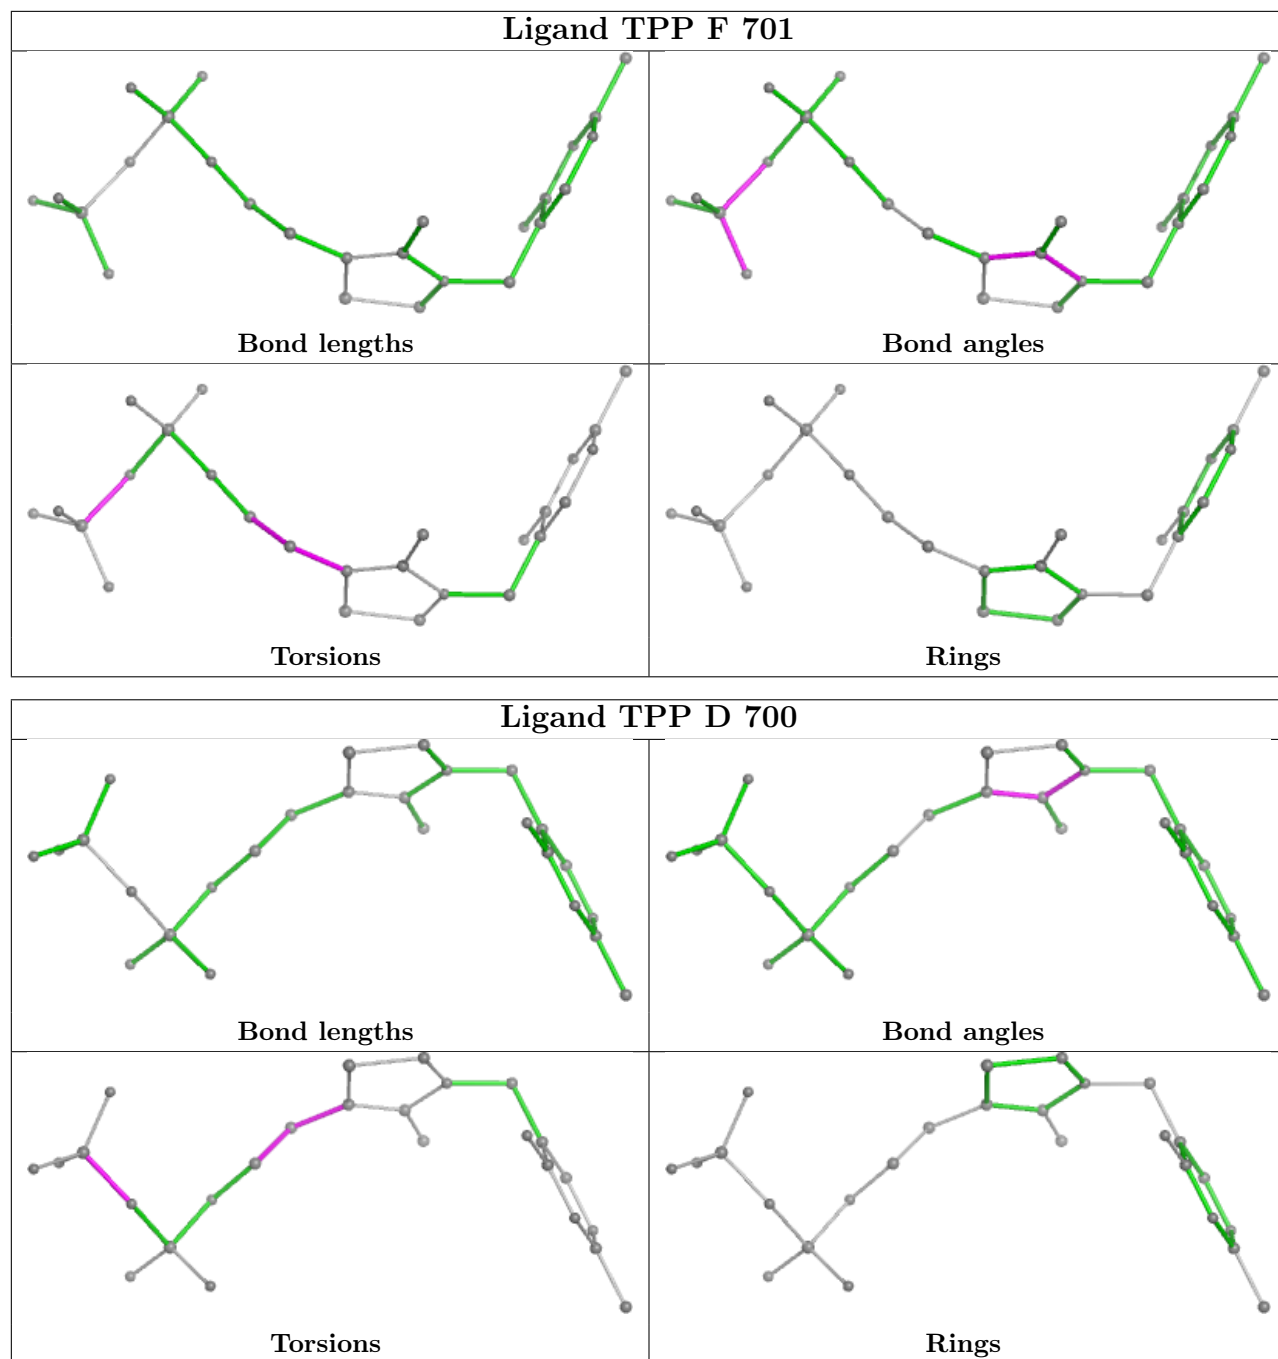 Ligand TPP F 701
Bond lengths
Bond angles
Torsions
Rings
Ligand TPP D 700
Bond lengths
Bond angles
Torsions
Rings